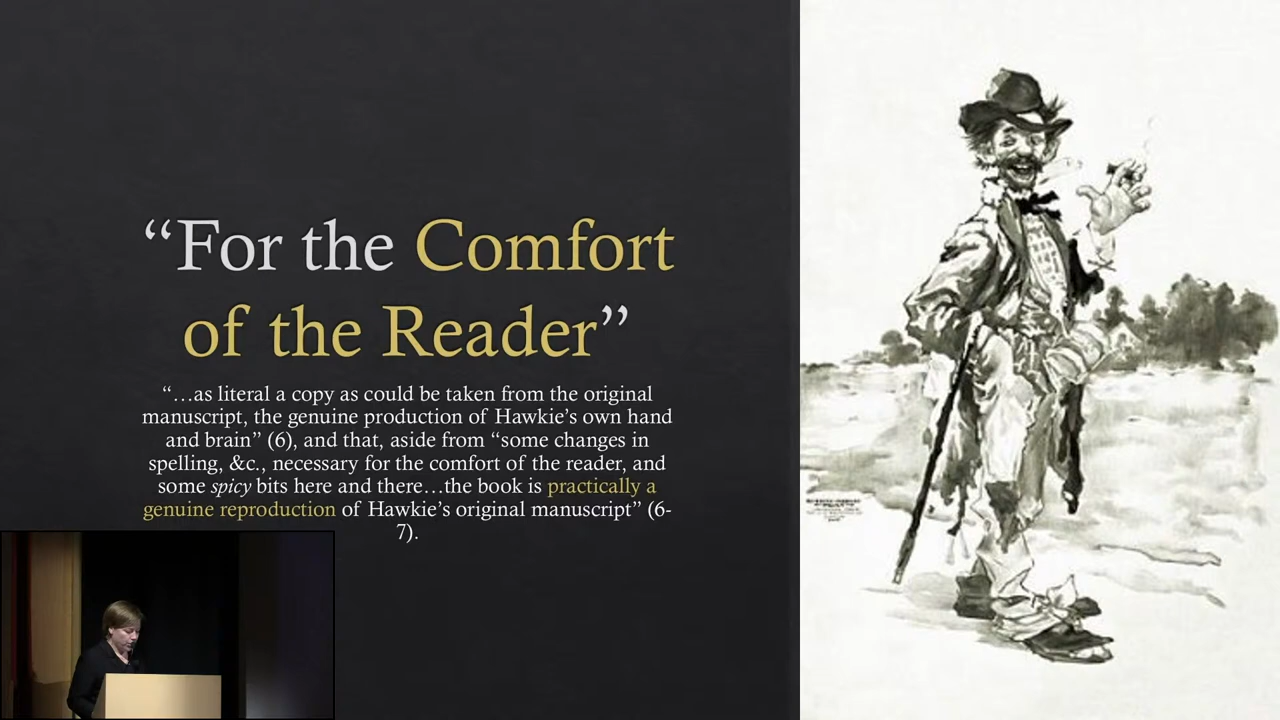 “For the Comfort
of the Reader”
“…as literal a copy as could be taken from the original
manuscript, the genuine production of Hawkie’s own hand
and brain” (6), and that, aside from “some changes in
spelling, &c., necessary for the comfort of the reader, and
some spicy bits here and there…the book is practically a
genuine reproduction of Hawkie’s original manuscript” (6-
7).